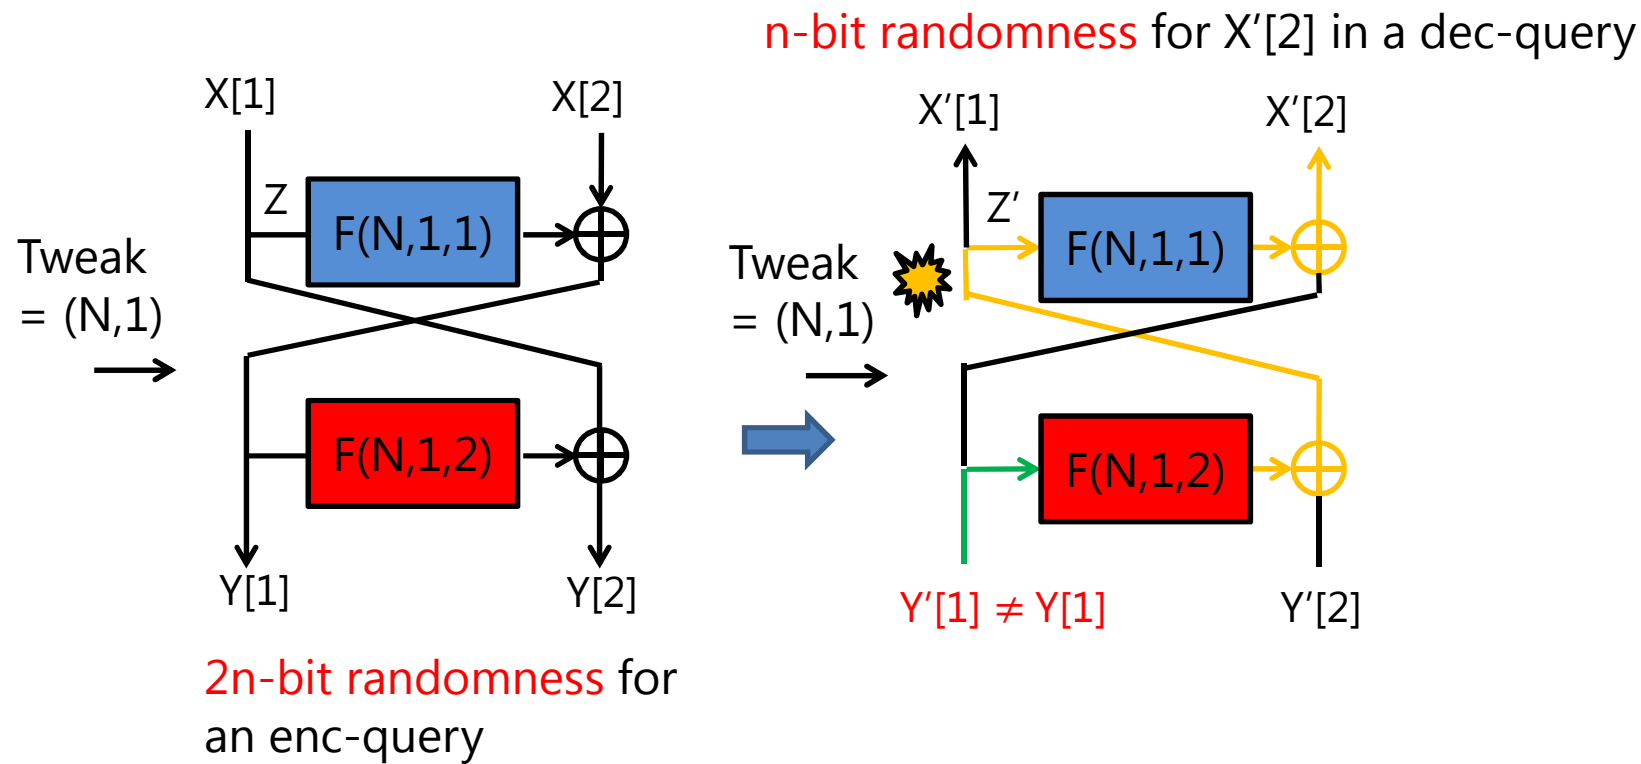 n-bit randomness for X’[2] in a dec-query
X[1]
X[2]
Z
F(N,1,1)
Tweak
= (N,1)
F(N,1,2)
Y[1]
Y[2]
2n-bit randomness for
an enc-query
X’[1]
X’[2]
Z’
F(N,1,1)
Tweak
= (N,1)
F(N,1,2)
Y’[1] ≠ Y[1]
Y’[2]